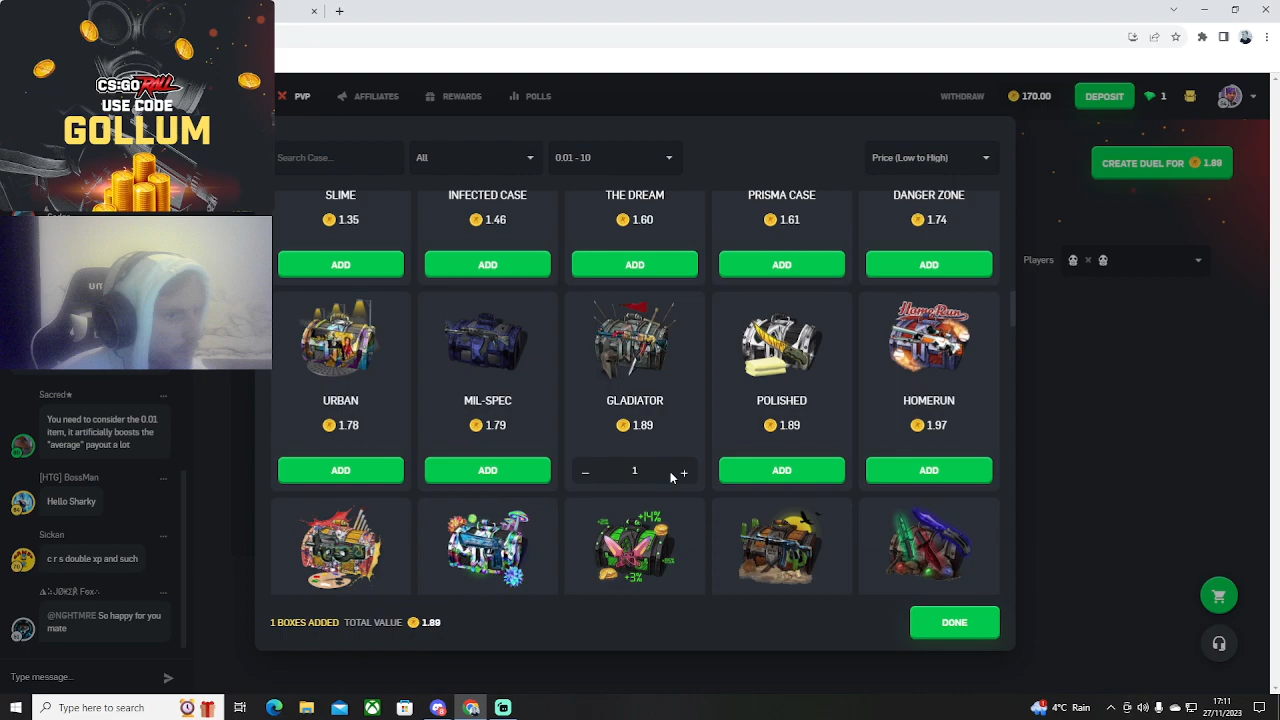 CS:GO ROLL
USE CODE
GOLLUM
PVP
AFFILIATES
REWARDS
POLLS
WITHDRAW
170.00
DEPOSIT
1
Search Case...
All
0.01 - 10
Price (Low to High)
CREATE DUEL FOR 1.89
SLIME
INFECTED CASE
THE DREAM
PRISMA CASE
DANGER ZONE
1.35
1.46
1.60
1.61
1.74
ADD
ADD
ADD
ADD
ADD
Players
HomeRun
URBAN
MIL-SPEC
GLADIATOR
POLISHED
HOMERUN
1.78
1.79
1.89
1.89
1.97
ADD
ADD
− 1 +
ADD
ADD
+14%
+3%
1 BOXES ADDED TOTAL VALUE 1.89
DONE
Sacred★
You need to consider the 0.01
item, it artificially boosts the
"average" payout a lot
[HTG] BossMan
Hello Sharky
Sickan
c r s double xp and such
@NGHTMRE So happy for you
mate
Type message...
Type here to search
4°C Rain
17:11
27/11/2023